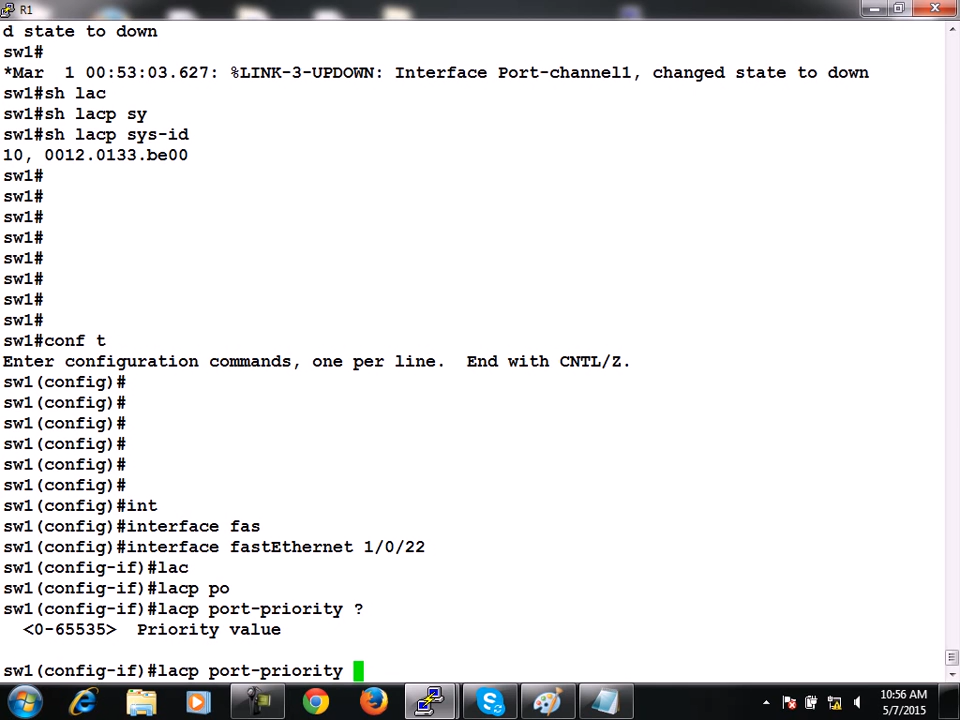 R1
d state to down
sw1#
*Mar  1 00:53:03.627: %LINK-3-UPDOWN: Interface Port-channel1, changed state to down
sw1#sh lac
sw1#sh lacp sy
sw1#sh lacp sys-id
10, 0012.0133.be00
sw1#
sw1#
sw1#
sw1#
sw1#
sw1#
sw1#
sw1#
sw1#conf t
Enter configuration commands, one per line.  End with CNTL/Z.
sw1(config)#
sw1(config)#
sw1(config)#
sw1(config)#
sw1(config)#
sw1(config)#
sw1(config)#int
sw1(config)#interface fas
sw1(config)#interface fastEthernet 1/0/22
sw1(config-if)#lac
sw1(config-if)#lacp po
sw1(config-if)#lacp port-priority ?
  <0-65535>  Priority value
sw1(config-if)#lacp port-priority
10:56 AM
5/7/2015